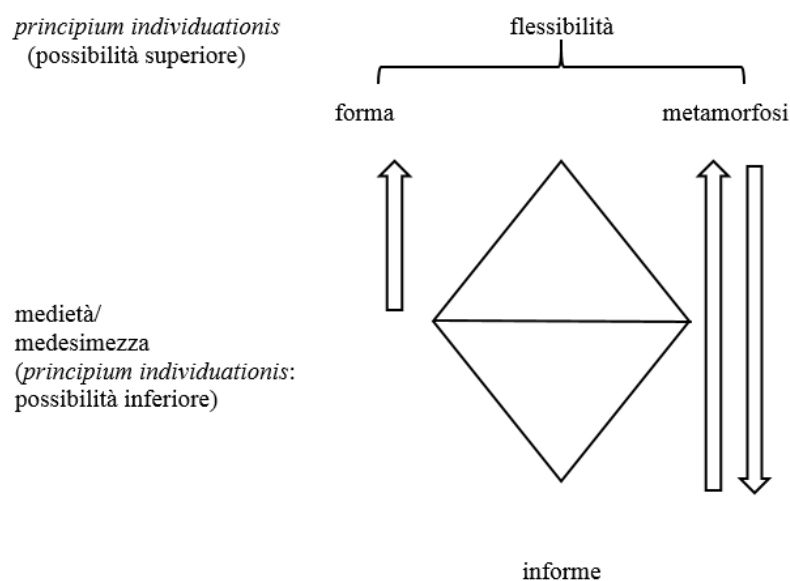 principium individuationis
(possibilità superiore)
flessibilità
forma
metamorfosi
medietà/
medesimezza
(principium individuationis:
possibilità inferiore)
informe